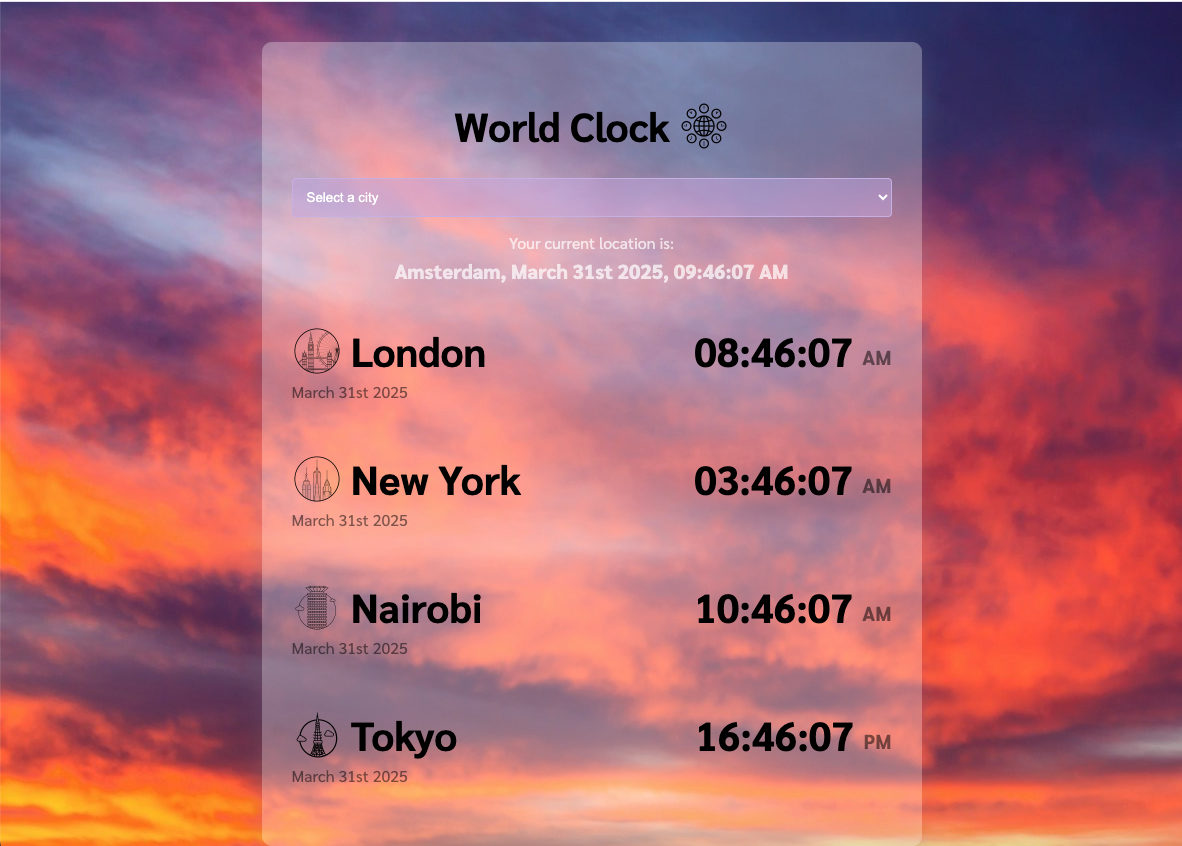 World Clock
Select a city
Your current location is:
Amsterdam, March 31st 2025, 09:46:07 AM
London 08:46:07 AM
March 31st 2025
New York 03:46:07 AM
March 31st 2025
Nairobi 10:46:07 AM
March 31st 2025
Tokyo 16:46:07 PM
March 31st 2025